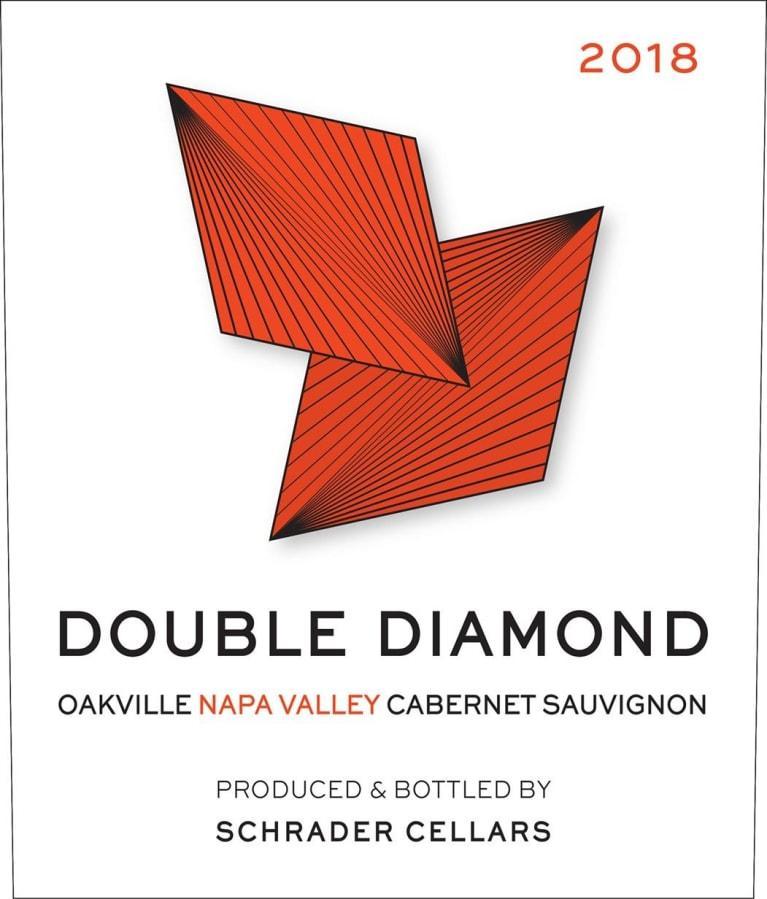 2018
DOUBLE DIAMOND
OAKVILLE NAPA VALLEY CABERNET SAUVIGNON
PRODUCED & BOTTLED BY
SCHRADER CELLARS